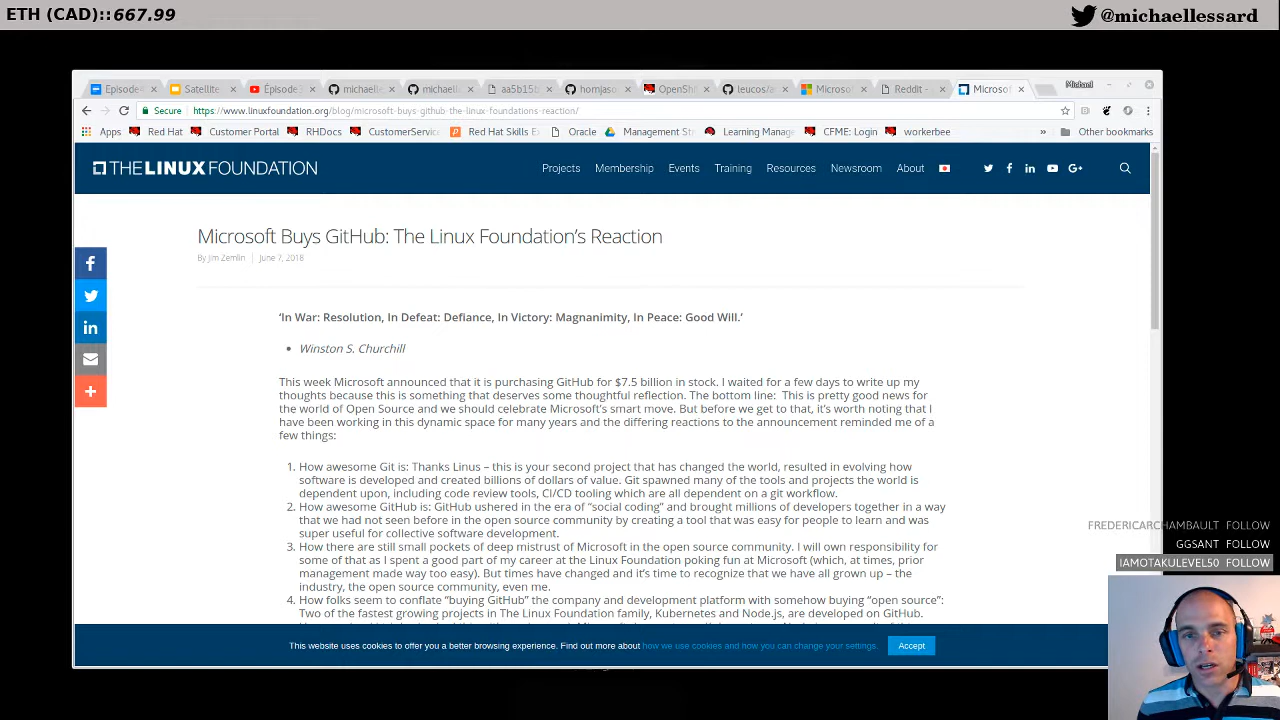 ETH (CAD)::667.99
@michaellessard
Episode
Satellite
Épisode
michae
michae
aa5b15
hornjaso
OpenShi
leucos/a
Microso
Reddit -
Microso
Michael
Secure
https://www.linuxfoundation.org/blog/microsoft-buys-github-the-linux-foundations-reaction/
Apps
Red Hat
Customer Portal
RHDocs
CustomerService
Red Hat Skills Ex
Oracle
Management Str
Learning Manage
CFME: Login
workerbee
»
Other bookmarks
THE LINUX FOUNDATION
Projects
Membership
Events
Training
Resources
Newsroom
About
Microsoft Buys GitHub: The Linux Foundation’s Reaction
By Jim Zemlin | June 7, 2018
‘In War: Resolution, In Defeat: Defiance, In Victory: Magnanimity, In Peace: Good Will.’
• Winston S. Churchill
This week Microsoft announced that it is purchasing GitHub for $7.5 billion in stock. I waited for a few days to write up my
thoughts because this is something that deserves some thoughtful reflection. The bottom line: This is pretty good news for
the world of Open Source and we should celebrate Microsoft’s smart move. But before we get to that, it’s worth noting that I
have been working in this dynamic space for many years and the differing reactions to the announcement reminded me of a
few things:
1. How awesome Git is: Thanks Linus – this is your second project that has changed the world, resulted in evolving how
software is developed and created billions of dollars of value. Git spawned many of the tools and projects the world is
dependent upon, including code review tools, CI/CD tooling which are all dependent on a git workflow.
2. How awesome GitHub is: GitHub ushered in the era of “social coding” and brought millions of developers together in a way
that we had not seen before in the open source community by creating a tool that was easy for people to learn and was
super useful for collective software development.
3. How there are still small pockets of deep mistrust of Microsoft in the open source community. I will own responsibility for
some of that as I spent a good part of my career at the Linux Foundation poking fun at Microsoft (which, at times, prior
management made way too easy). But times have changed and it’s time to recognize that we have all grown up – the
industry, the open source community, even me.
4. How folks seem to conflate “buying GitHub” the company and development platform with somehow buying “open source”:
Two of the fastest growing projects in The Linux Foundation family, Kubernetes and Node.js, are developed on GitHub.
This website uses cookies to offer you a better browsing experience. Find out more about how we use cookies and how you can change your settings.
Accept
FREDERICARCHAMBAULT FOLLOW
GGSANT FOLLOW
IAMOTAKULEVEL50 FOLLOW